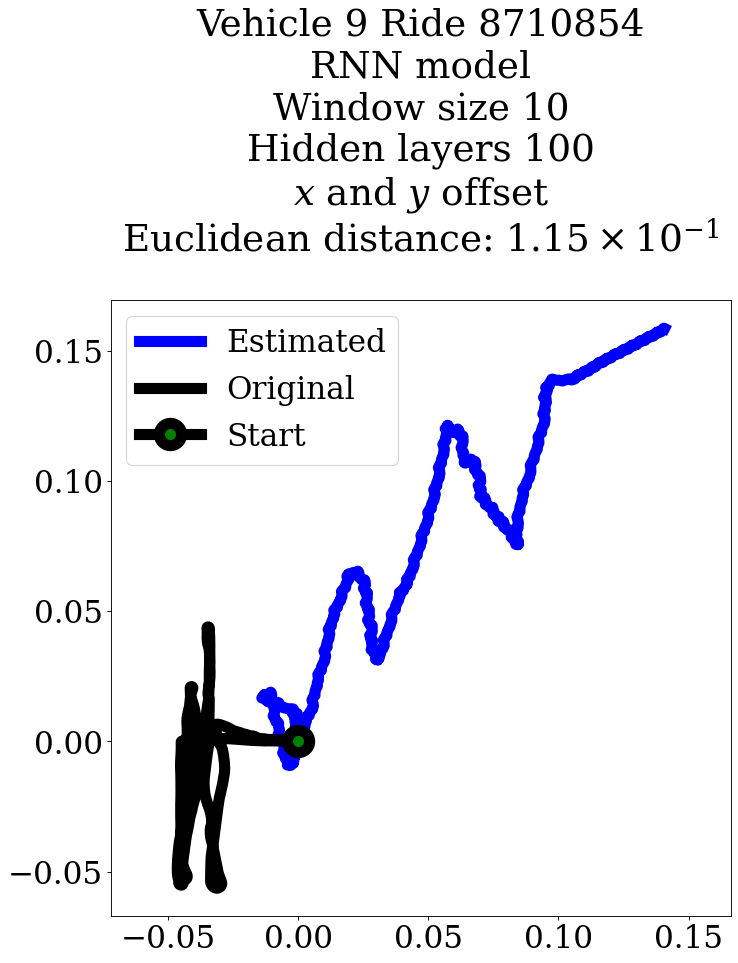 Vehicle 9 Ride 8710854
RNN model
Window size 10
Hidden layers 100
x and y offset
Euclidean distance: 1.15 × 10⁻¹
Estimated
Original
Start
0.15
0.10
0.05
0.00
−0.05
−0.05 0.00 0.05 0.10 0.15